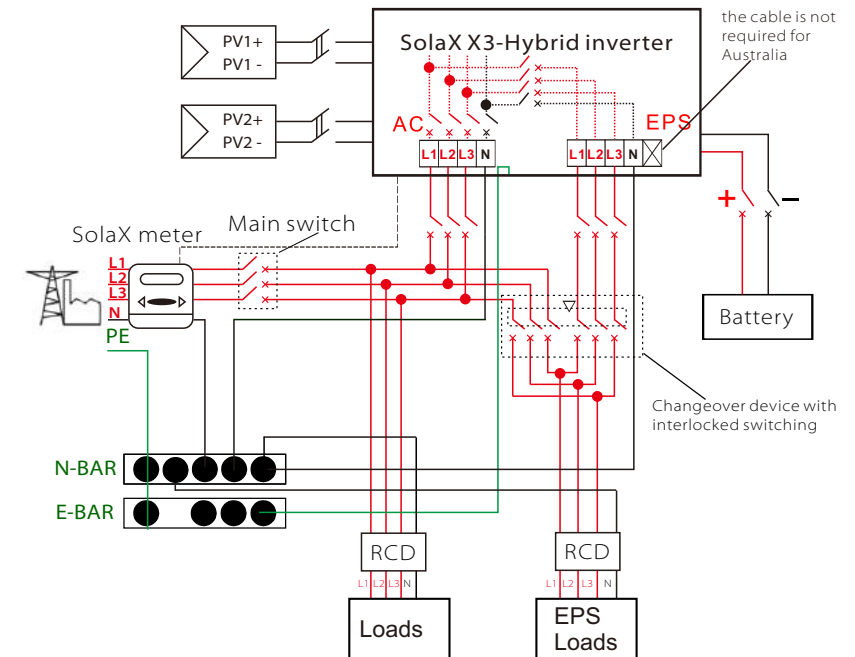 the cable is not
required for
Australia
PV1+
PV1 -
SolaX X3-Hybrid inverter
PV2+
PV2 -
AC
EPS
L1 L2 L3 N
L1 L2 L3 N
+ −
SolaX meter
Main switch
L1
L2
L3
N
PE
Battery
Changeover device with
interlocked switching
N-BAR
E-BAR
RCD
RCD
L1 L2 L3 N
L1 L2 L3 N
Loads
EPS
Loads